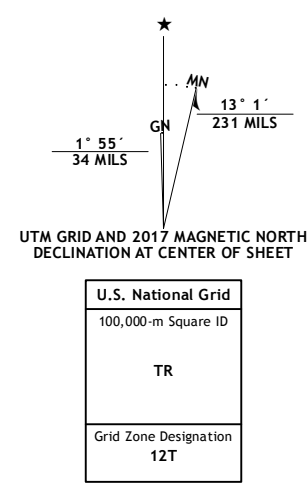 ★
MN
GN
13° 1´
231 MILS
1° 55´
34 MILS
UTM GRID AND 2017 MAGNETIC NORTH
DECLINATION AT CENTER OF SHEET
U.S. National Grid
100,000-m Square ID
TR
Grid Zone Designation
12T